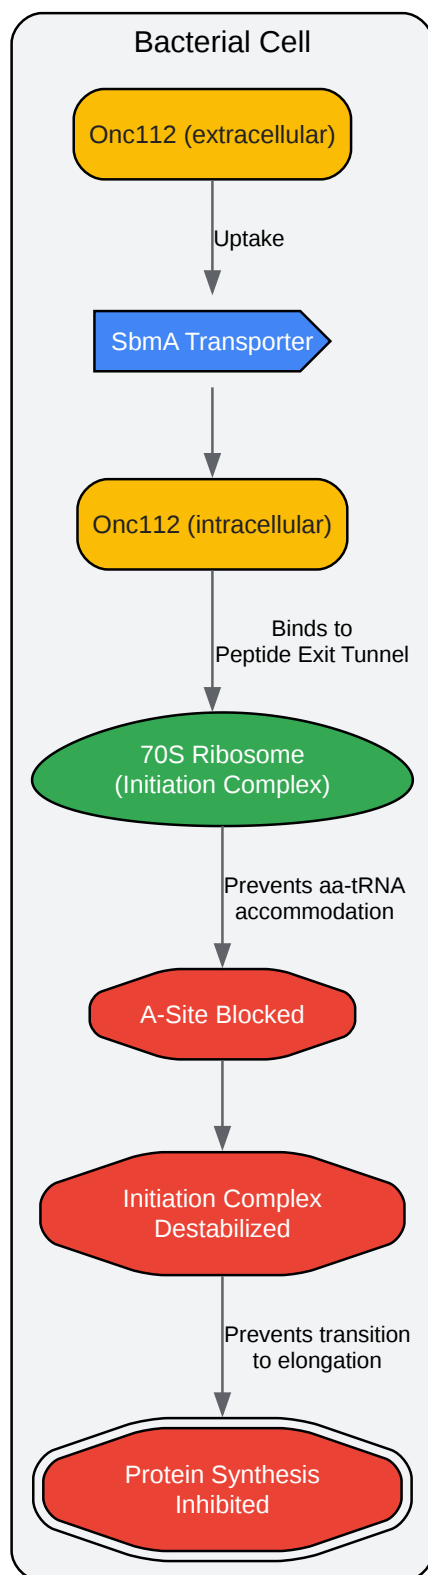 Bacterial Cell
Onc112 (extracellular)
Uptake
SbmA Transporter
Onc112 (intracellular)
Binds to
Peptide Exit Tunnel
70S Ribosome
(Initiation Complex)
Prevents aa-tRNA
accommodation
A-Site Blocked
Initiation Complex
Destabilized
Prevents transition
to elongation
Protein Synthesis
Inhibited